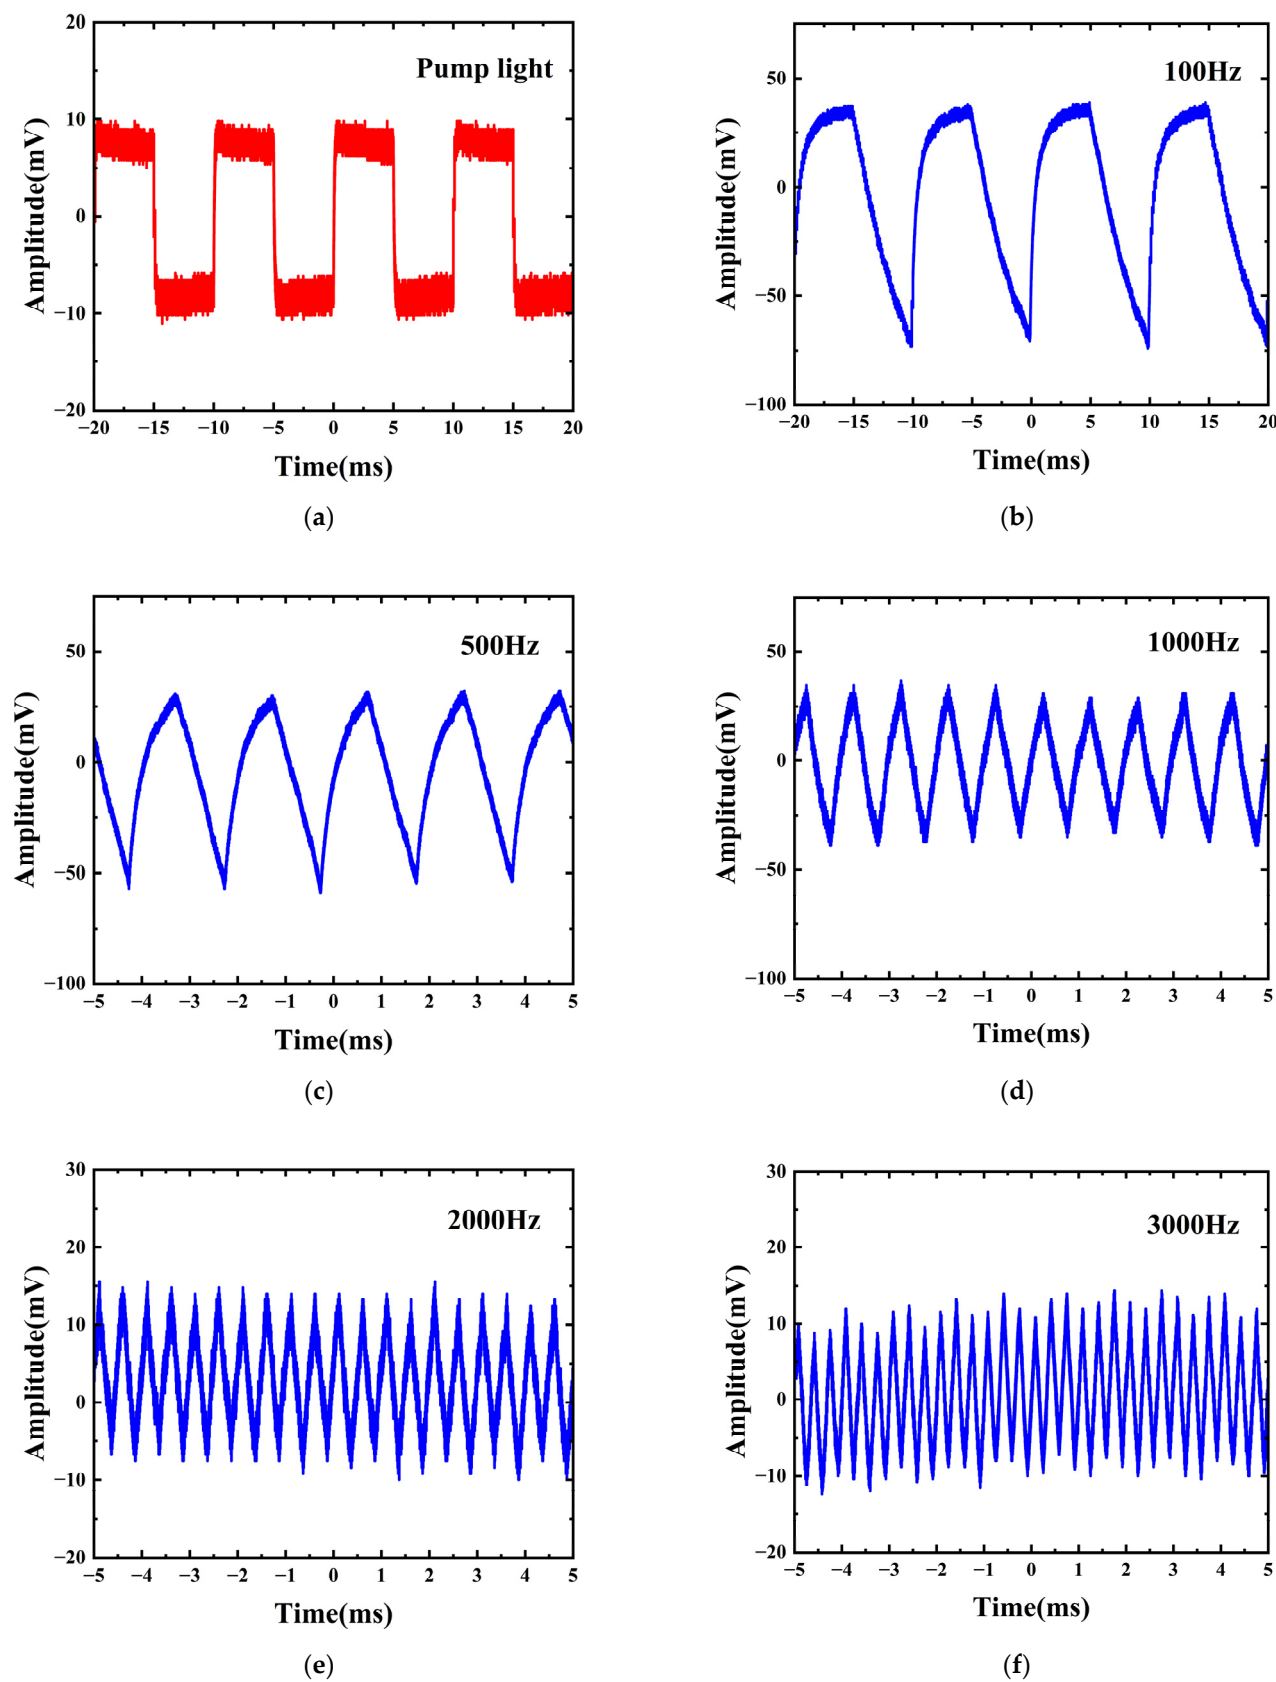 Pump light
20
10
0
−10
−20
Amplitude(mV)
−20 −15 −10 −5 0 5 10 15 20
Time(ms)
(a)
100Hz
50
0
−50
−100
Amplitude(mV)
−20 −15 −10 −5 0 5 10 15 20
Time(ms)
(b)
500Hz
50
0
−50
−100
Amplitude(mV)
−5 −4 −3 −2 −1 0 1 2 3 4 5
Time(ms)
(c)
1000Hz
50
0
−50
−100
Amplitude(mV)
−5 −4 −3 −2 −1 0 1 2 3 4 5
Time(ms)
(d)
2000Hz
30
20
10
0
−10
−20
Amplitude(mV)
−5 −4 −3 −2 −1 0 1 2 3 4 5
Time(ms)
(e)
3000Hz
30
20
10
0
−10
−20
Amplitude(mV)
−5 −4 −3 −2 −1 0 1 2 3 4 5
Time(ms)
(f)